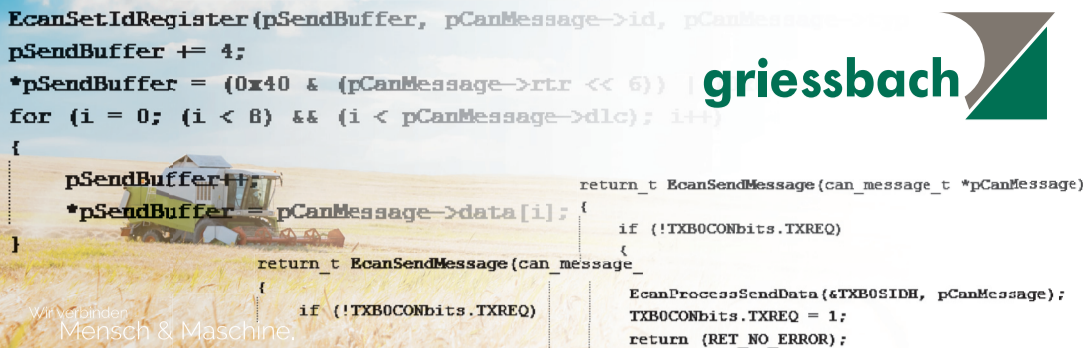 EcanSetIdRegister(pSendBuffer, pCanMessage->id, pCanMessage
pSendBuffer += 4;
*pSendBuffer = (0x40 & (pCanMessage->rtr << 6)) |
for (i = 0; (i < 8) && (i < pCanMessage->dlc); i++)
{
pSendBuffer++;
*pSendBuffer = pCanMessage->data[i];
}
griessbach
return_t EcanSendMessage(can_message_t *pCanMessage)
{
if (!TXB0CONbits.TXREQ)
{
EcanProcessSendData(&TXB0SIDH, pCanMessage);
TXB0CONbits.TXREQ = 1;
return (RET_NO_ERROR);
return_t EcanSendMessage(can_message_
{
if (!TXB0CONbits.TXREQ)
Wir verbinden
Mensch & Maschine.